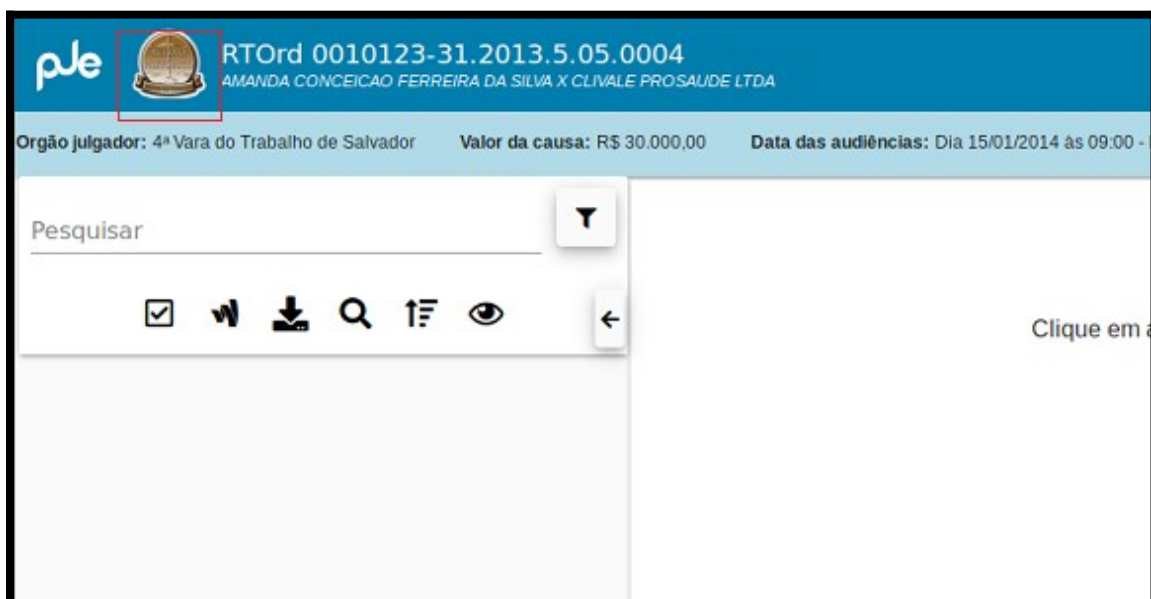 pje
RTOrd 0010123-31.2013.5.05.0004
AMANDA CONCEICAO FERREIRA DA SILVA X CLIVALE PROSAUDE LTDA
Orgão julgador: 4ª Vara do Trabalho de Salvador Valor da causa: R$ 30.000,00 Data das audiências: Dia 15/01/2014 às 09:00 -
Pesquisar
Clique em a